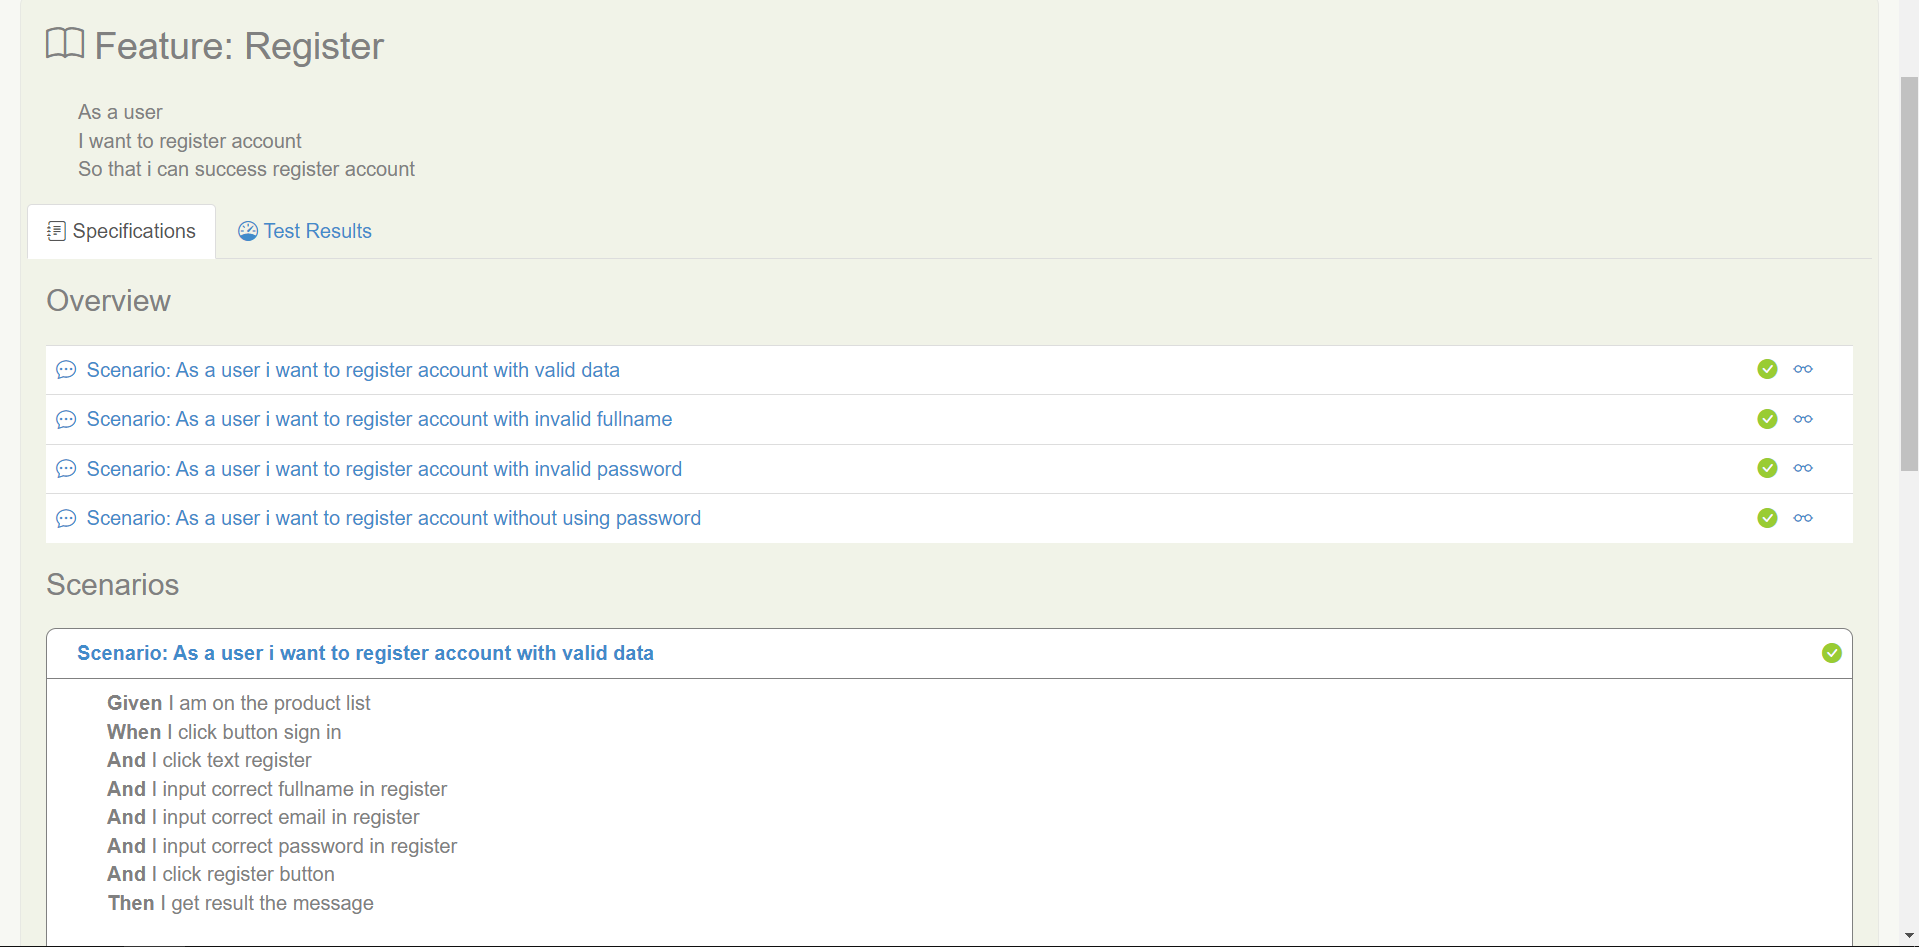 Feature: Register
As a user
I want to register account
So that i can success register account
Specifications
Test Results
Overview
Scenario: As a user i want to register account with valid data
Scenario: As a user i want to register account with invalid fullname
Scenario: As a user i want to register account with invalid password
Scenario: As a user i want to register account without using password
Scenarios
Scenario: As a user i want to register account with valid data
Given I am on the product list
When I click button sign in
And I click text register
And I input correct fullname in register
And I input correct email in register
And I input correct password in register
And I click register button
Then I get result the message